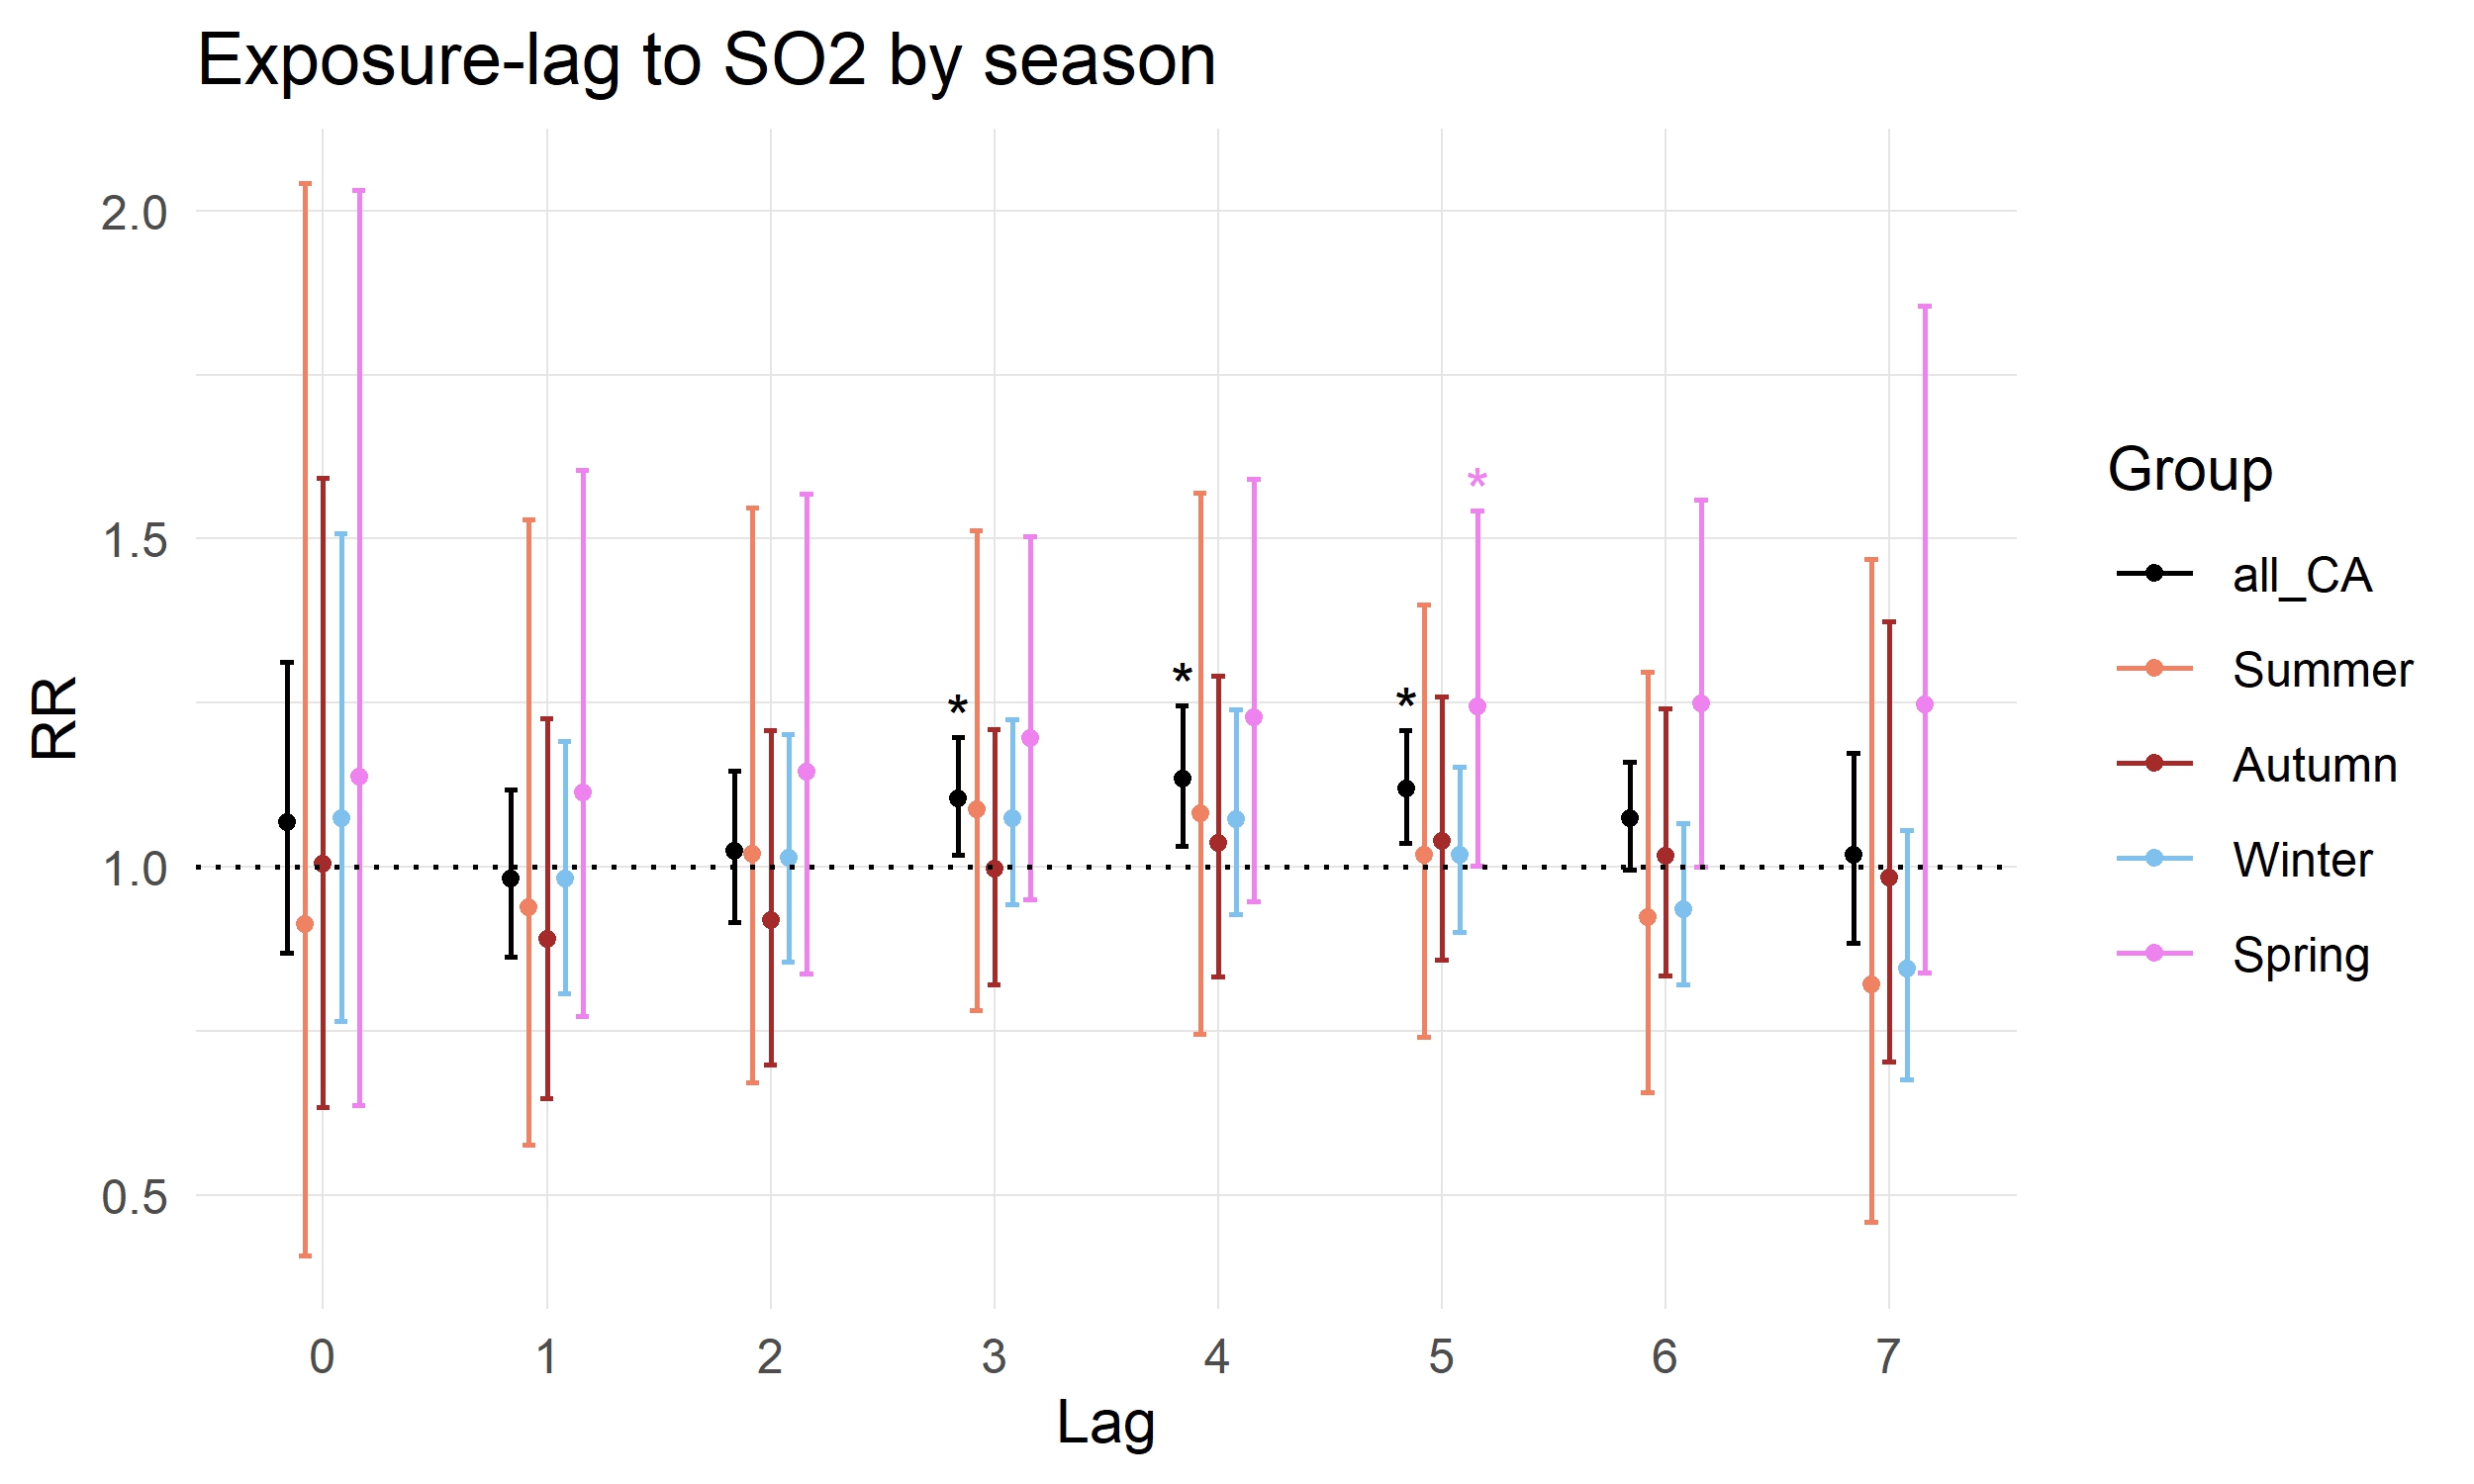 Exposure-lag to SO2 by season
2.0
1.5
1.0
0.5
RR
*
*
*
*
0 1 2 3 4 5 6 7
Lag
Group
all_CA
Summer
Autumn
Winter
Spring